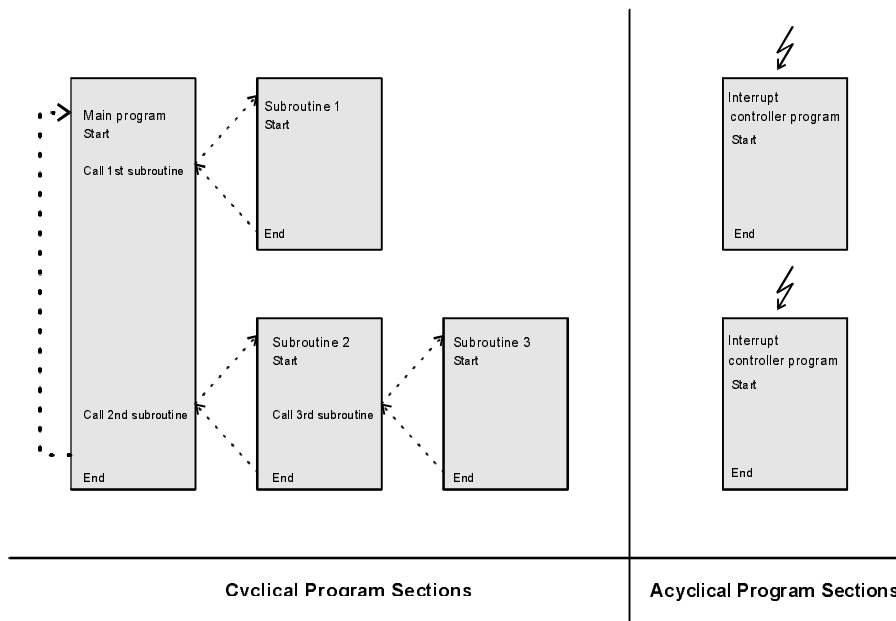 Main program
Start
Call 1st subroutine
Call 2nd subroutine
End
Subroutine 1
Start
End
Subroutine 2
Start
Call 3rd subroutine
End
Subroutine 3
Start
End
Cyclical Program Sections
Interrupt
controller program
Start
End
Interrupt
controller program
Start
End
Acyclical Program Sections